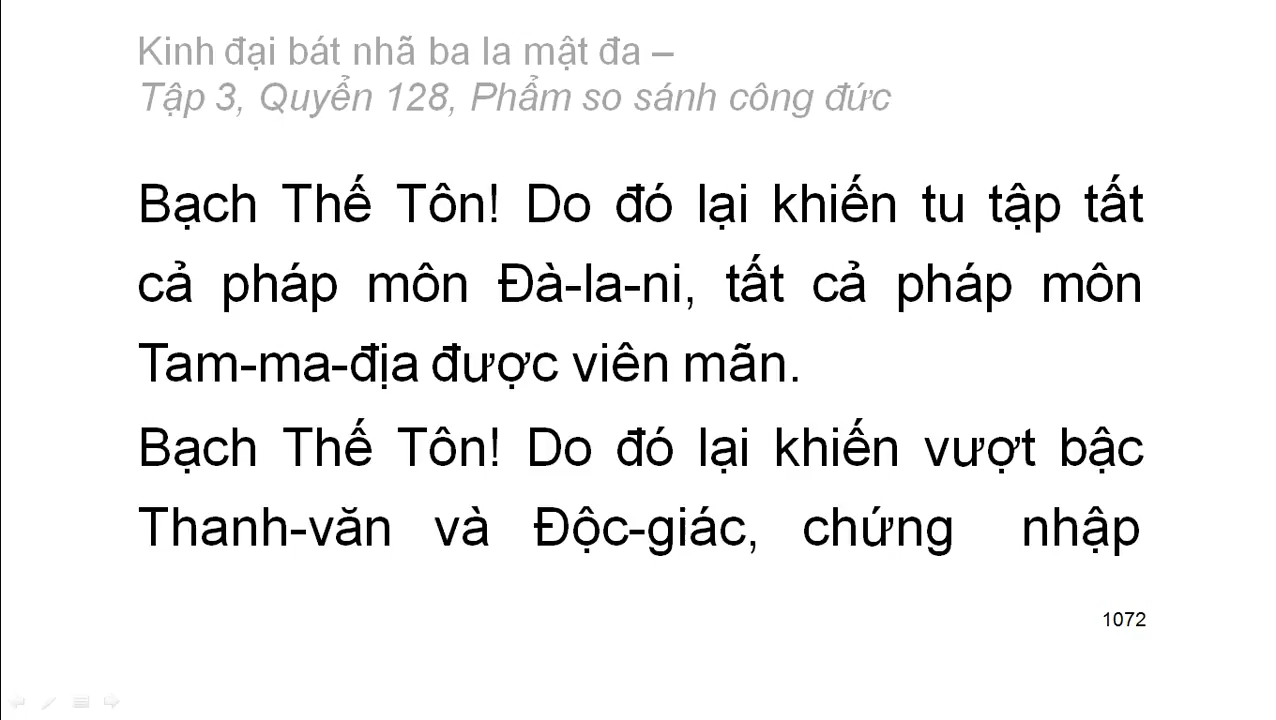 Kinh đại bát nhã ba la mật đa –
Tập 3, Quyển 128, Phẩm so sánh công đức
Bạch Thế Tôn! Do đó lại khiến tu tập tất
cả pháp môn Đà-la-ni, tất cả pháp môn
Tam-ma-địa được viên mãn.
Bạch Thế Tôn! Do đó lại khiến vượt bậc
Thanh-văn và Độc-giác, chứng nhập
1072